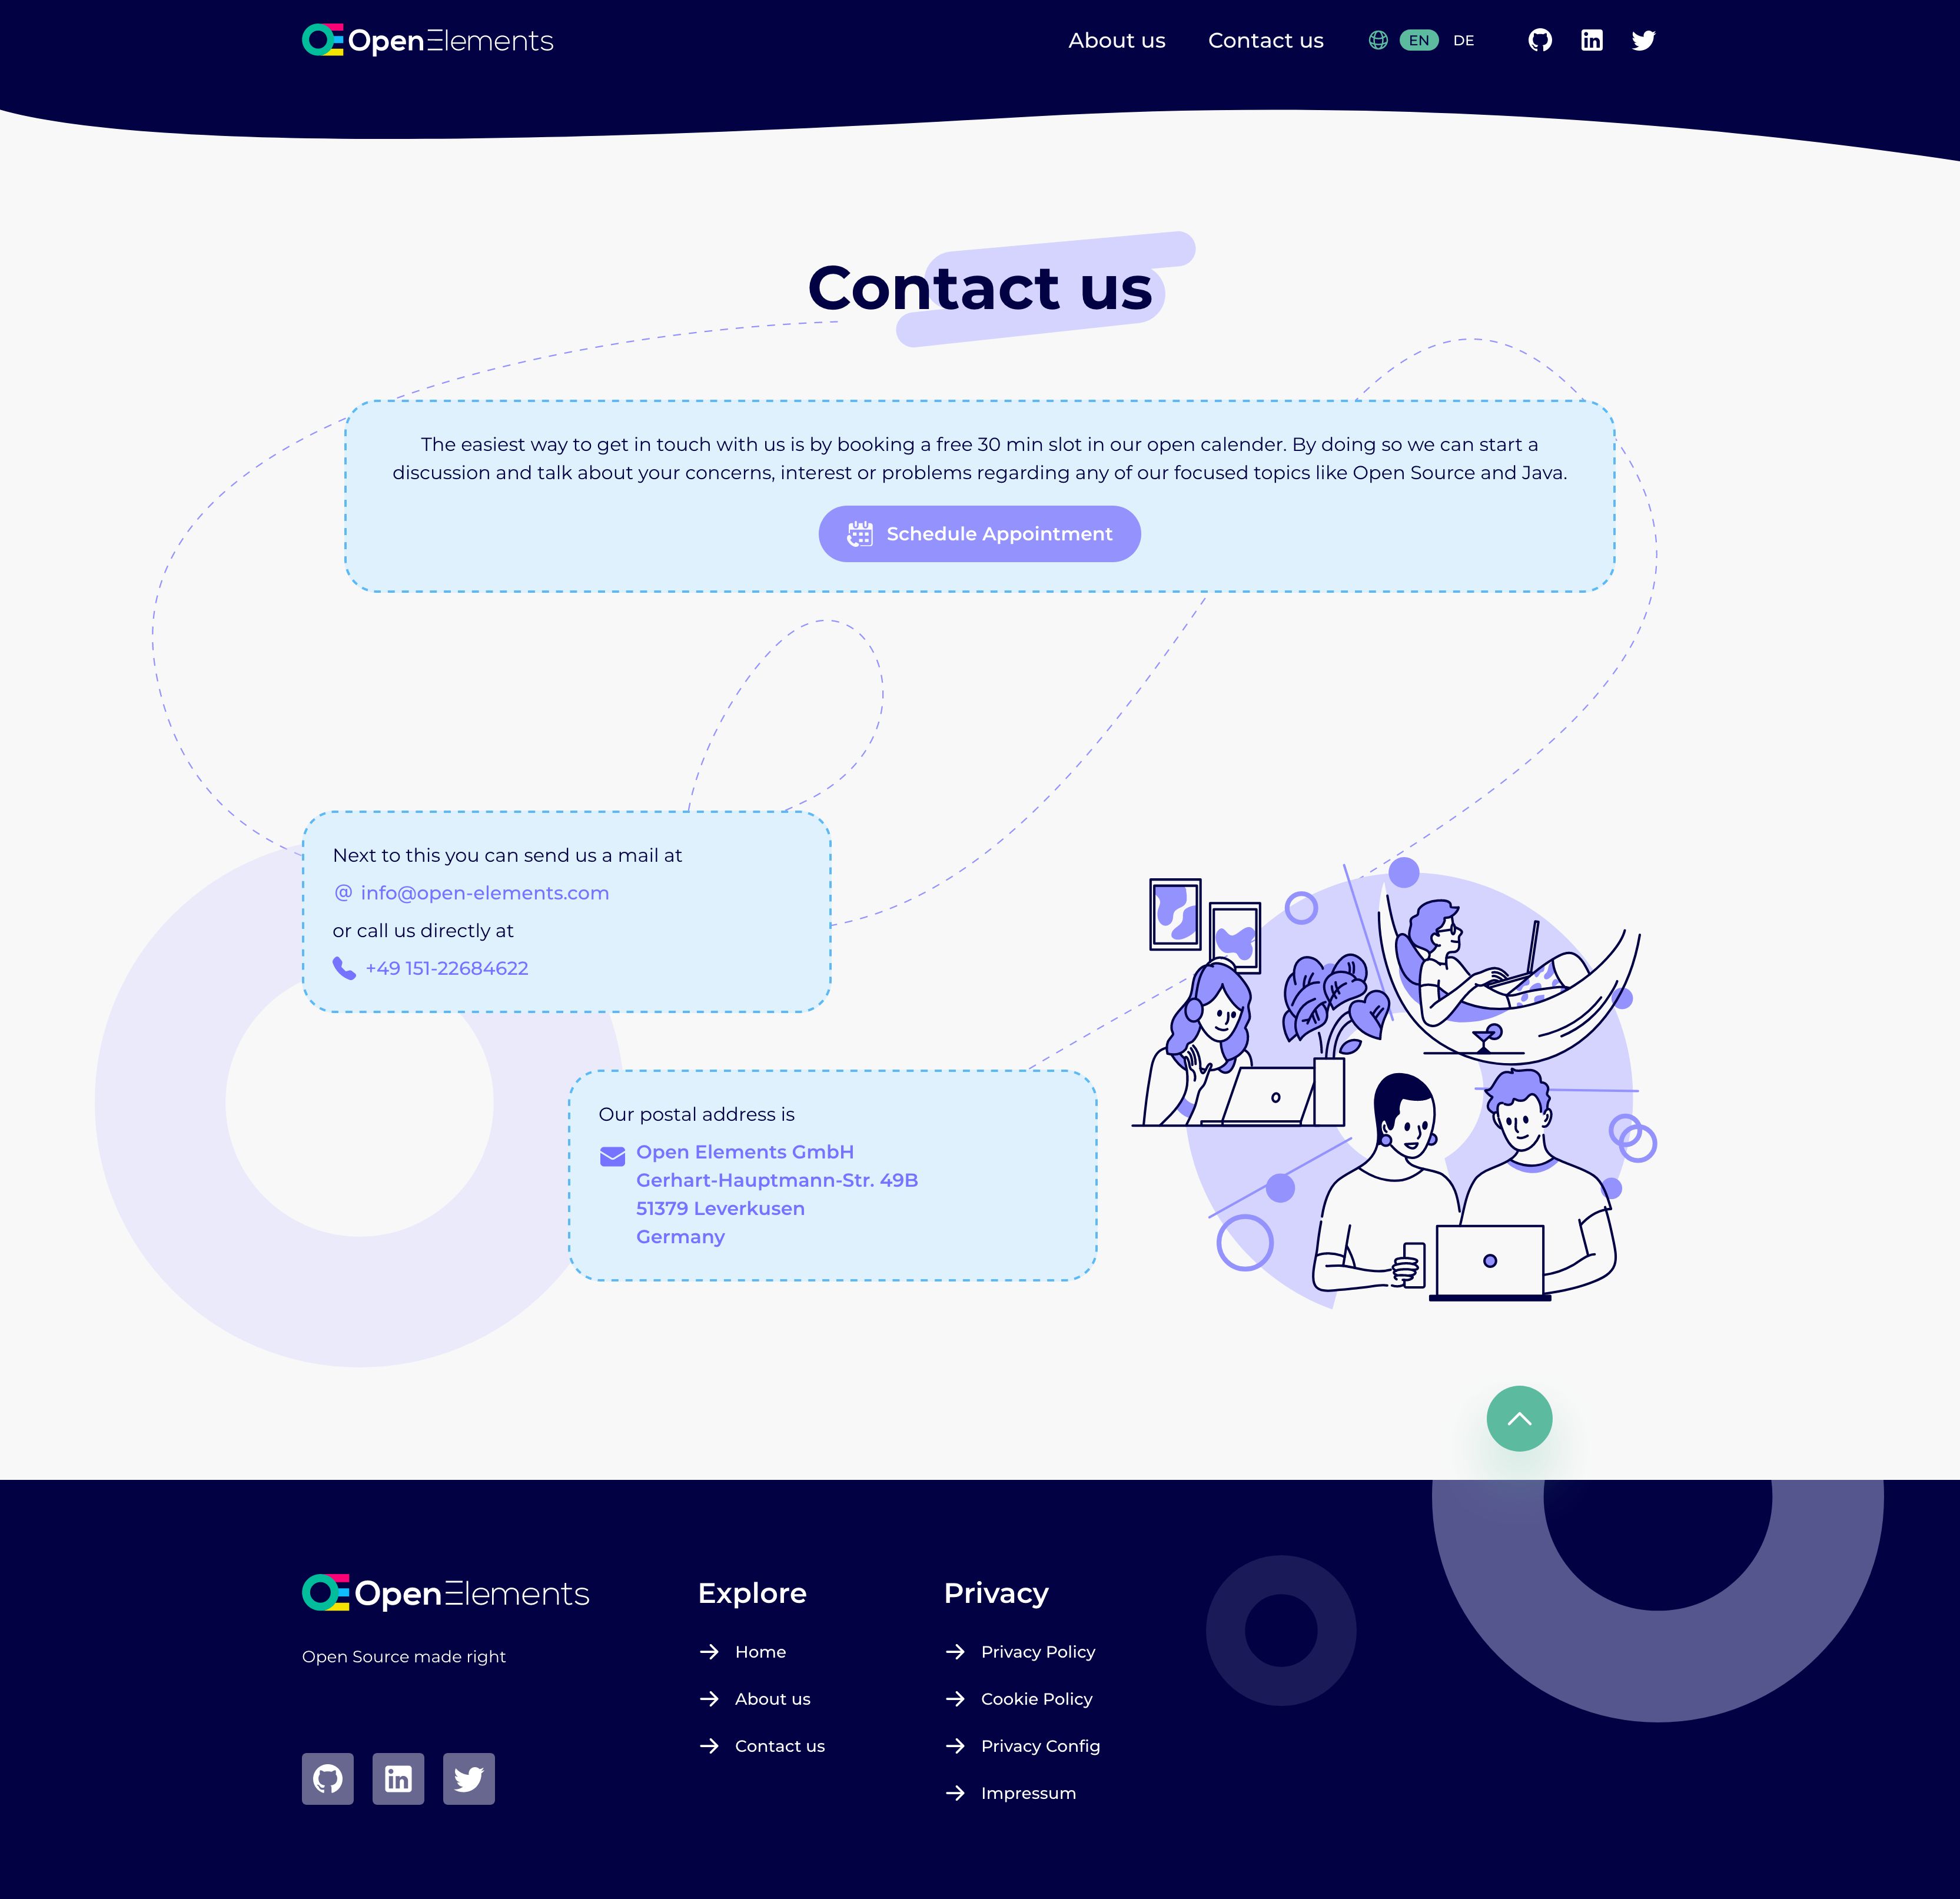 Open Elements
About us
Contact us
EN
DE
Contact us
The easiest way to get in touch with us is by booking a free 30 min slot in our open calender. By doing so we can start a
discussion and talk about your concerns, interest or problems regarding any of our focused topics like Open Source and Java.
Schedule Appointment
Next to this you can send us a mail at
@ info@open-elements.com
or call us directly at
+49 151-22684622
Our postal address is
Open Elements GmbH
Gerhart-Hauptmann-Str. 49B
51379 Leverkusen
Germany
Open Elements
Open Source made right
Explore
Home
About us
Contact us
Privacy
Privacy Policy
Cookie Policy
Privacy Config
Impressum